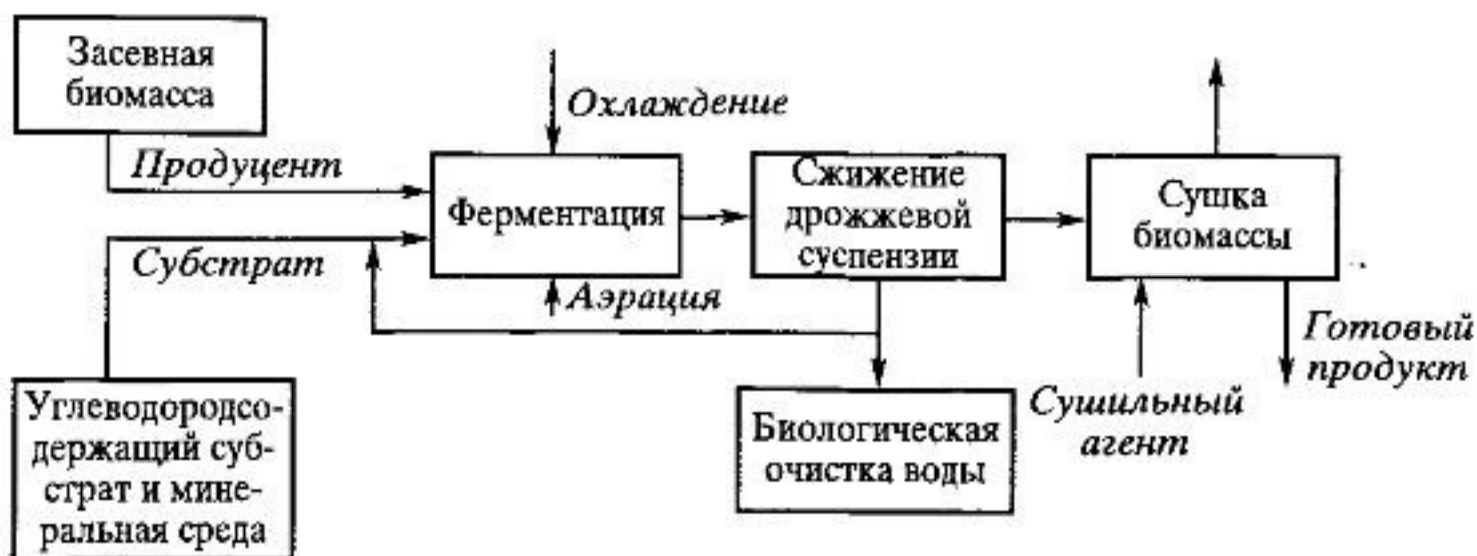 Засевная
биомасса
Продуцент
Охлаждение
Ферментация
Сжижение
дрожжевой
суспензии
Сушка
биомассы
Субстрат
Аэрация
Готовый
продукт
Углеводородсо-
держащий суб-
страт и мине-
ральная среда
Биологическая
очистка воды
Сушильный
агент